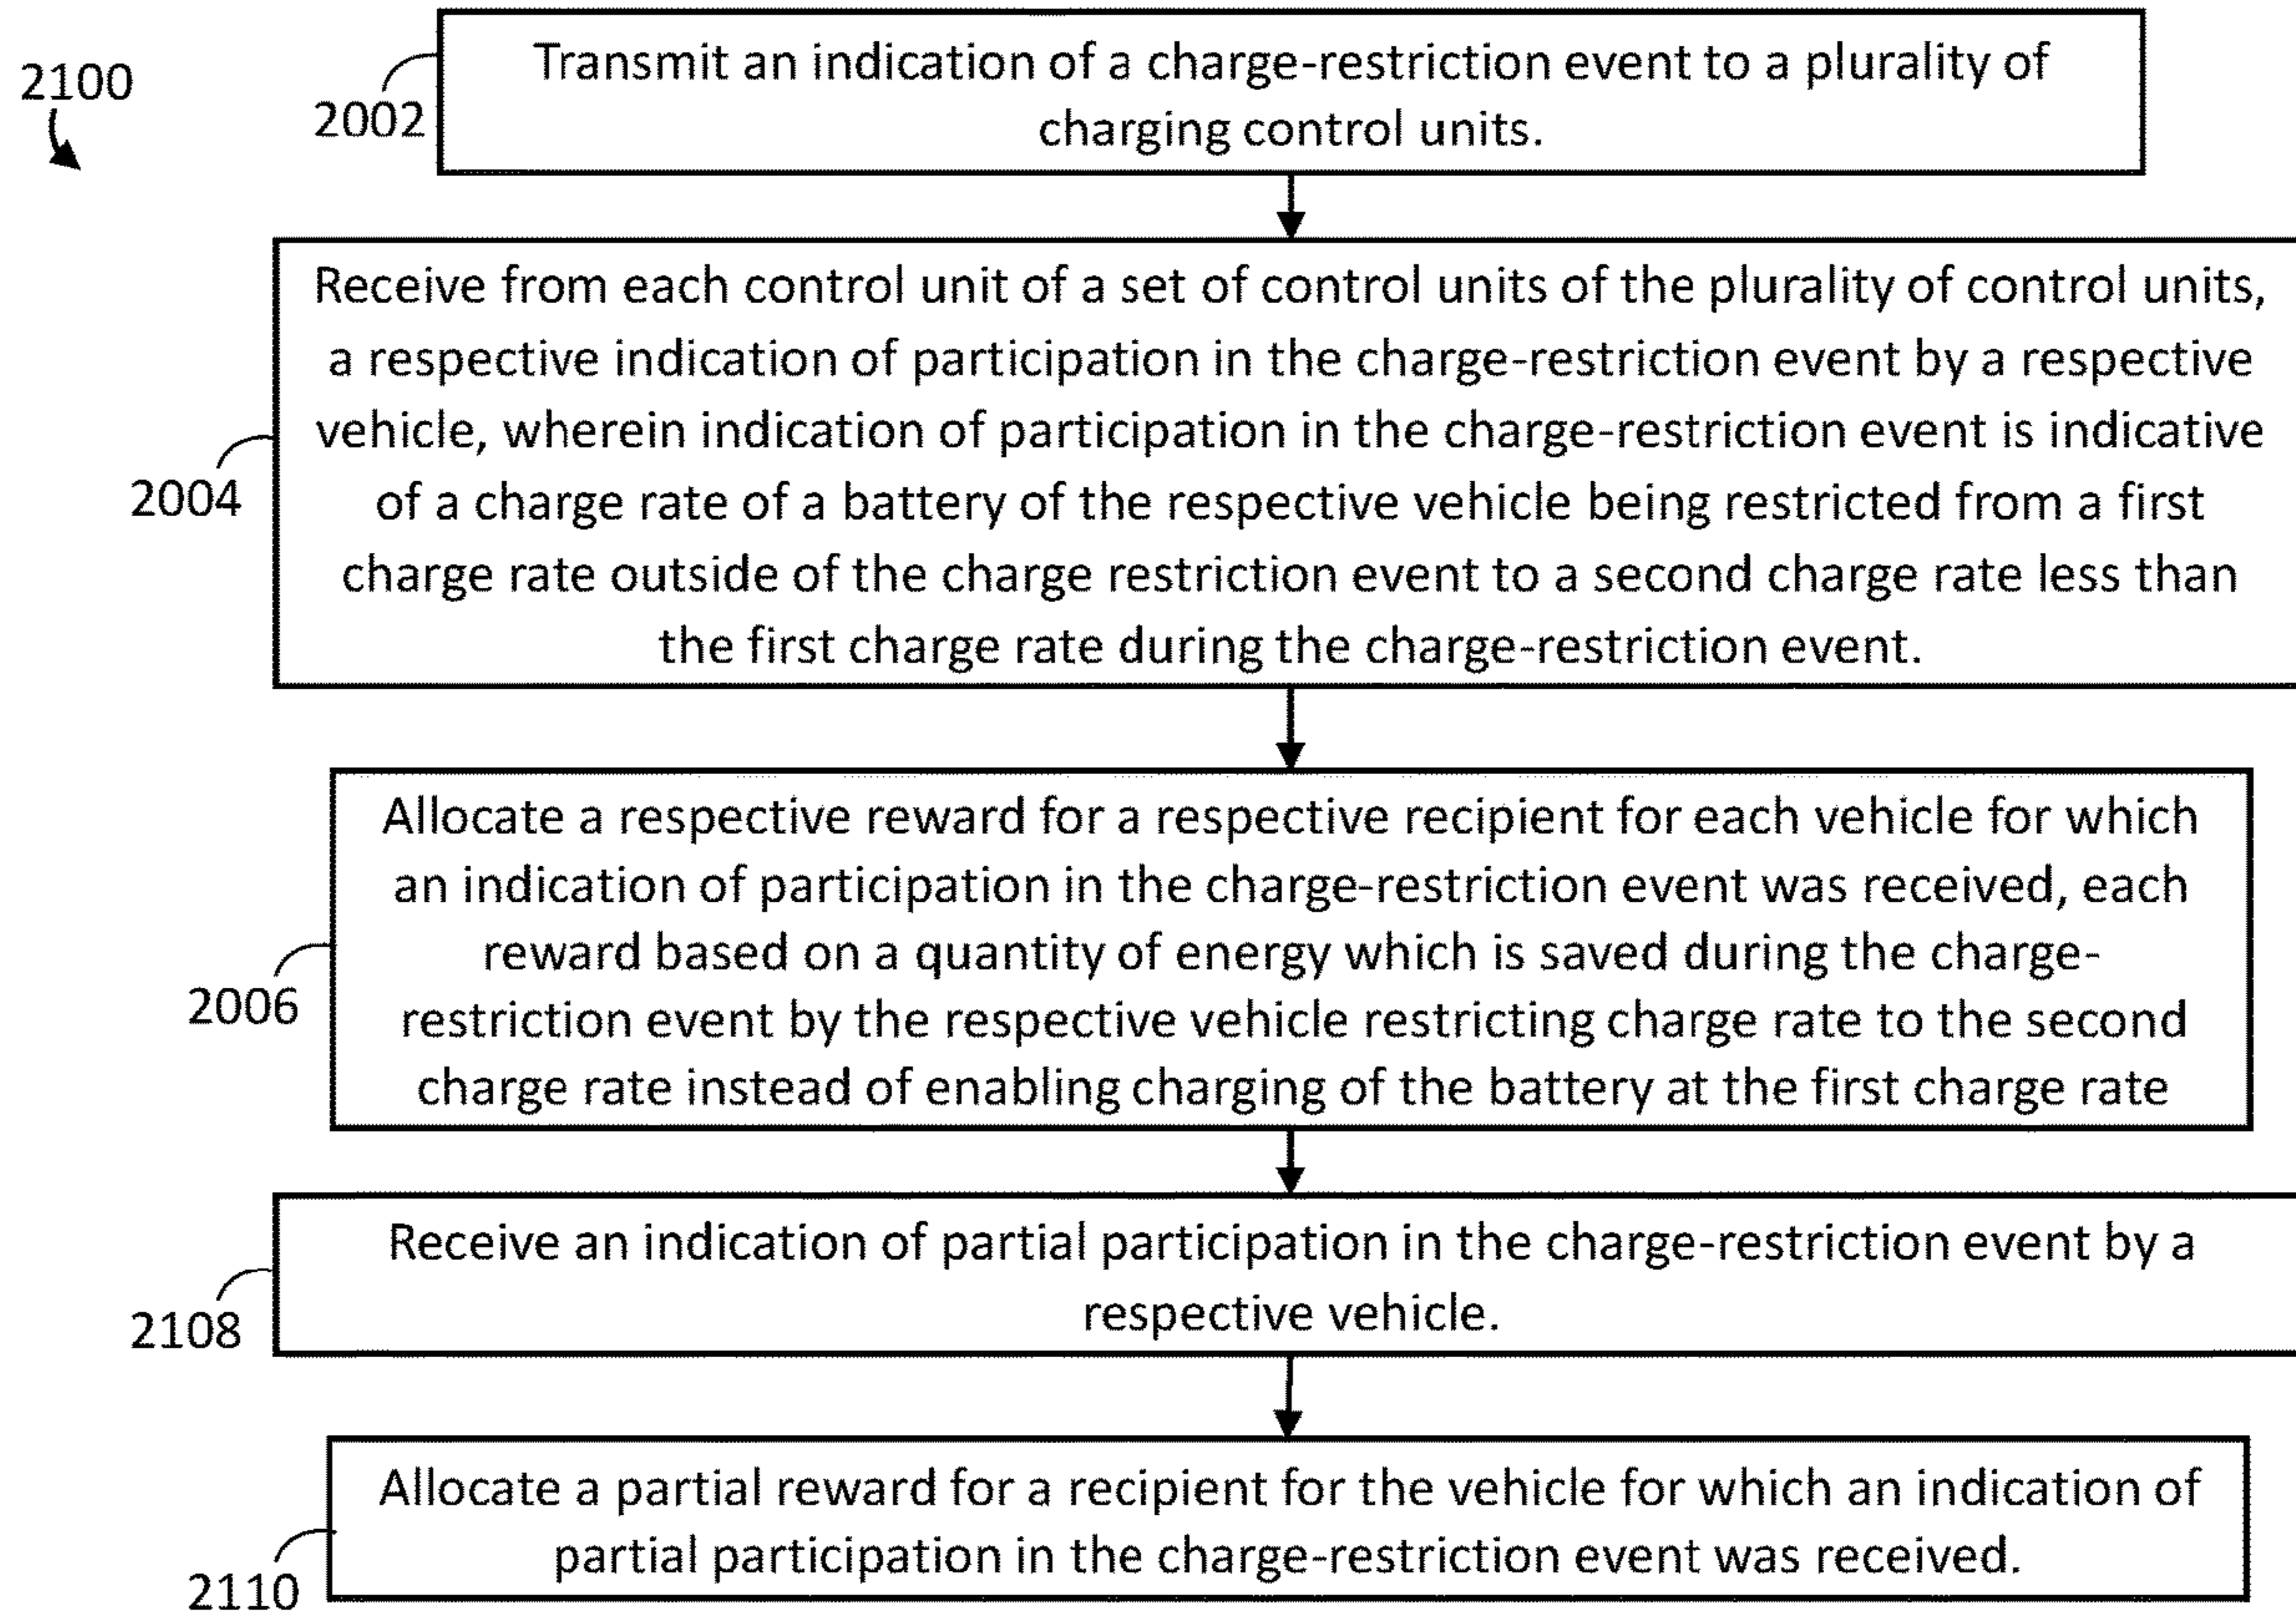 2100
2002
Transmit an indication of a charge-restriction event to a plurality of
charging control units.
2004
Receive from each control unit of a set of control units of the plurality of control units,
a respective indication of participation in the charge-restriction event by a respective
vehicle, wherein indication of participation in the charge-restriction event is indicative
of a charge rate of a battery of the respective vehicle being restricted from a first
charge rate outside of the charge restriction event to a second charge rate less than
the first charge rate during the charge-restriction event.
2006
Allocate a respective reward for a respective recipient for each vehicle for which
an indication of participation in the charge-restriction event was received, each
reward based on a quantity of energy which is saved during the charge-
restriction event by the respective vehicle restricting charge rate to the second
charge rate instead of enabling charging of the battery at the first charge rate
2108
Receive an indication of partial participation in the charge-restriction event by a
respective vehicle.
2110
Allocate a partial reward for a recipient for the vehicle for which an indication of
partial participation in the charge-restriction event was received.